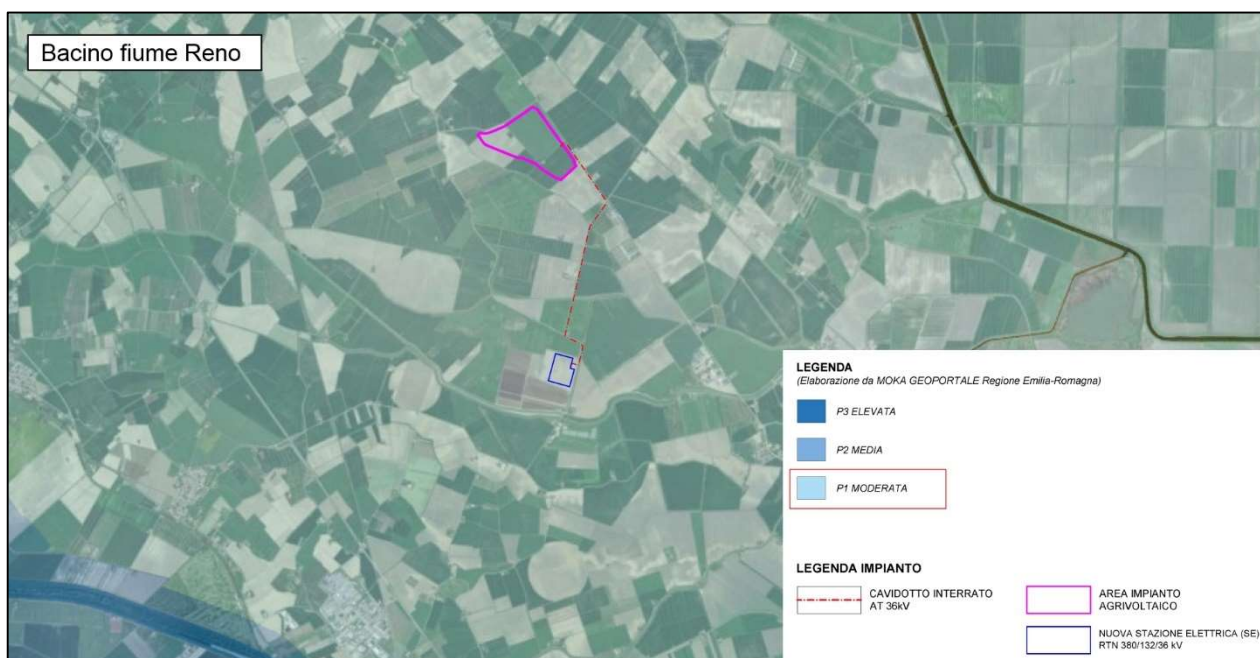 Bacino fiume Reno
LEGENDA
(Elaborazione da MOKA GEOPORTALE Regione Emilia-Romagna)
P3 ELEVATA
P2 MEDIA
P1 MODERATA
LEGENDA IMPIANTO
CAVIDOTTO INTERRATO
AT 36kV
AREA IMPIANTO
AGRIVOLTAICO
NUOVA STAZIONE ELETTRICA (SE)
RTN 380/132/36 kV